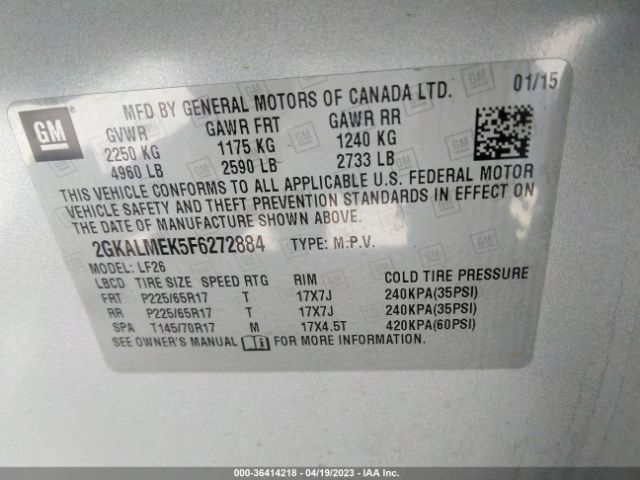 GM
MFD BY GENERAL MOTORS OF CANADA LTD. 01/15
GVWR GAWR FRT GAWR RR
2250 KG 1175 KG 1240 KG
4960 LB 2590 LB 2733 LB
THIS VEHICLE CONFORMS TO ALL APPLICABLE U.S. FEDERAL MOTOR
VEHICLE SAFETY AND THEFT PREVENTION STANDARDS IN EFFECT ON
THE DATE OF MANUFACTURE SHOWN ABOVE.
2GKALMEK5F6272884 TYPE: M.P.V.
MODEL: LF26
LBCD TIRE SIZE SPEED RTG RIM COLD TIRE PRESSURE
FRT P225/65R17 T 17X7J 240KPA(35PSI)
RR P225/65R17 T 17X7J 240KPA(35PSI)
SPA T145/70R17 M 17X4.5T 420KPA(60PSI)
SEE OWNER'S MANUAL FOR MORE INFORMATION.
000-36414218 - 04/19/2023 - IAA Inc.